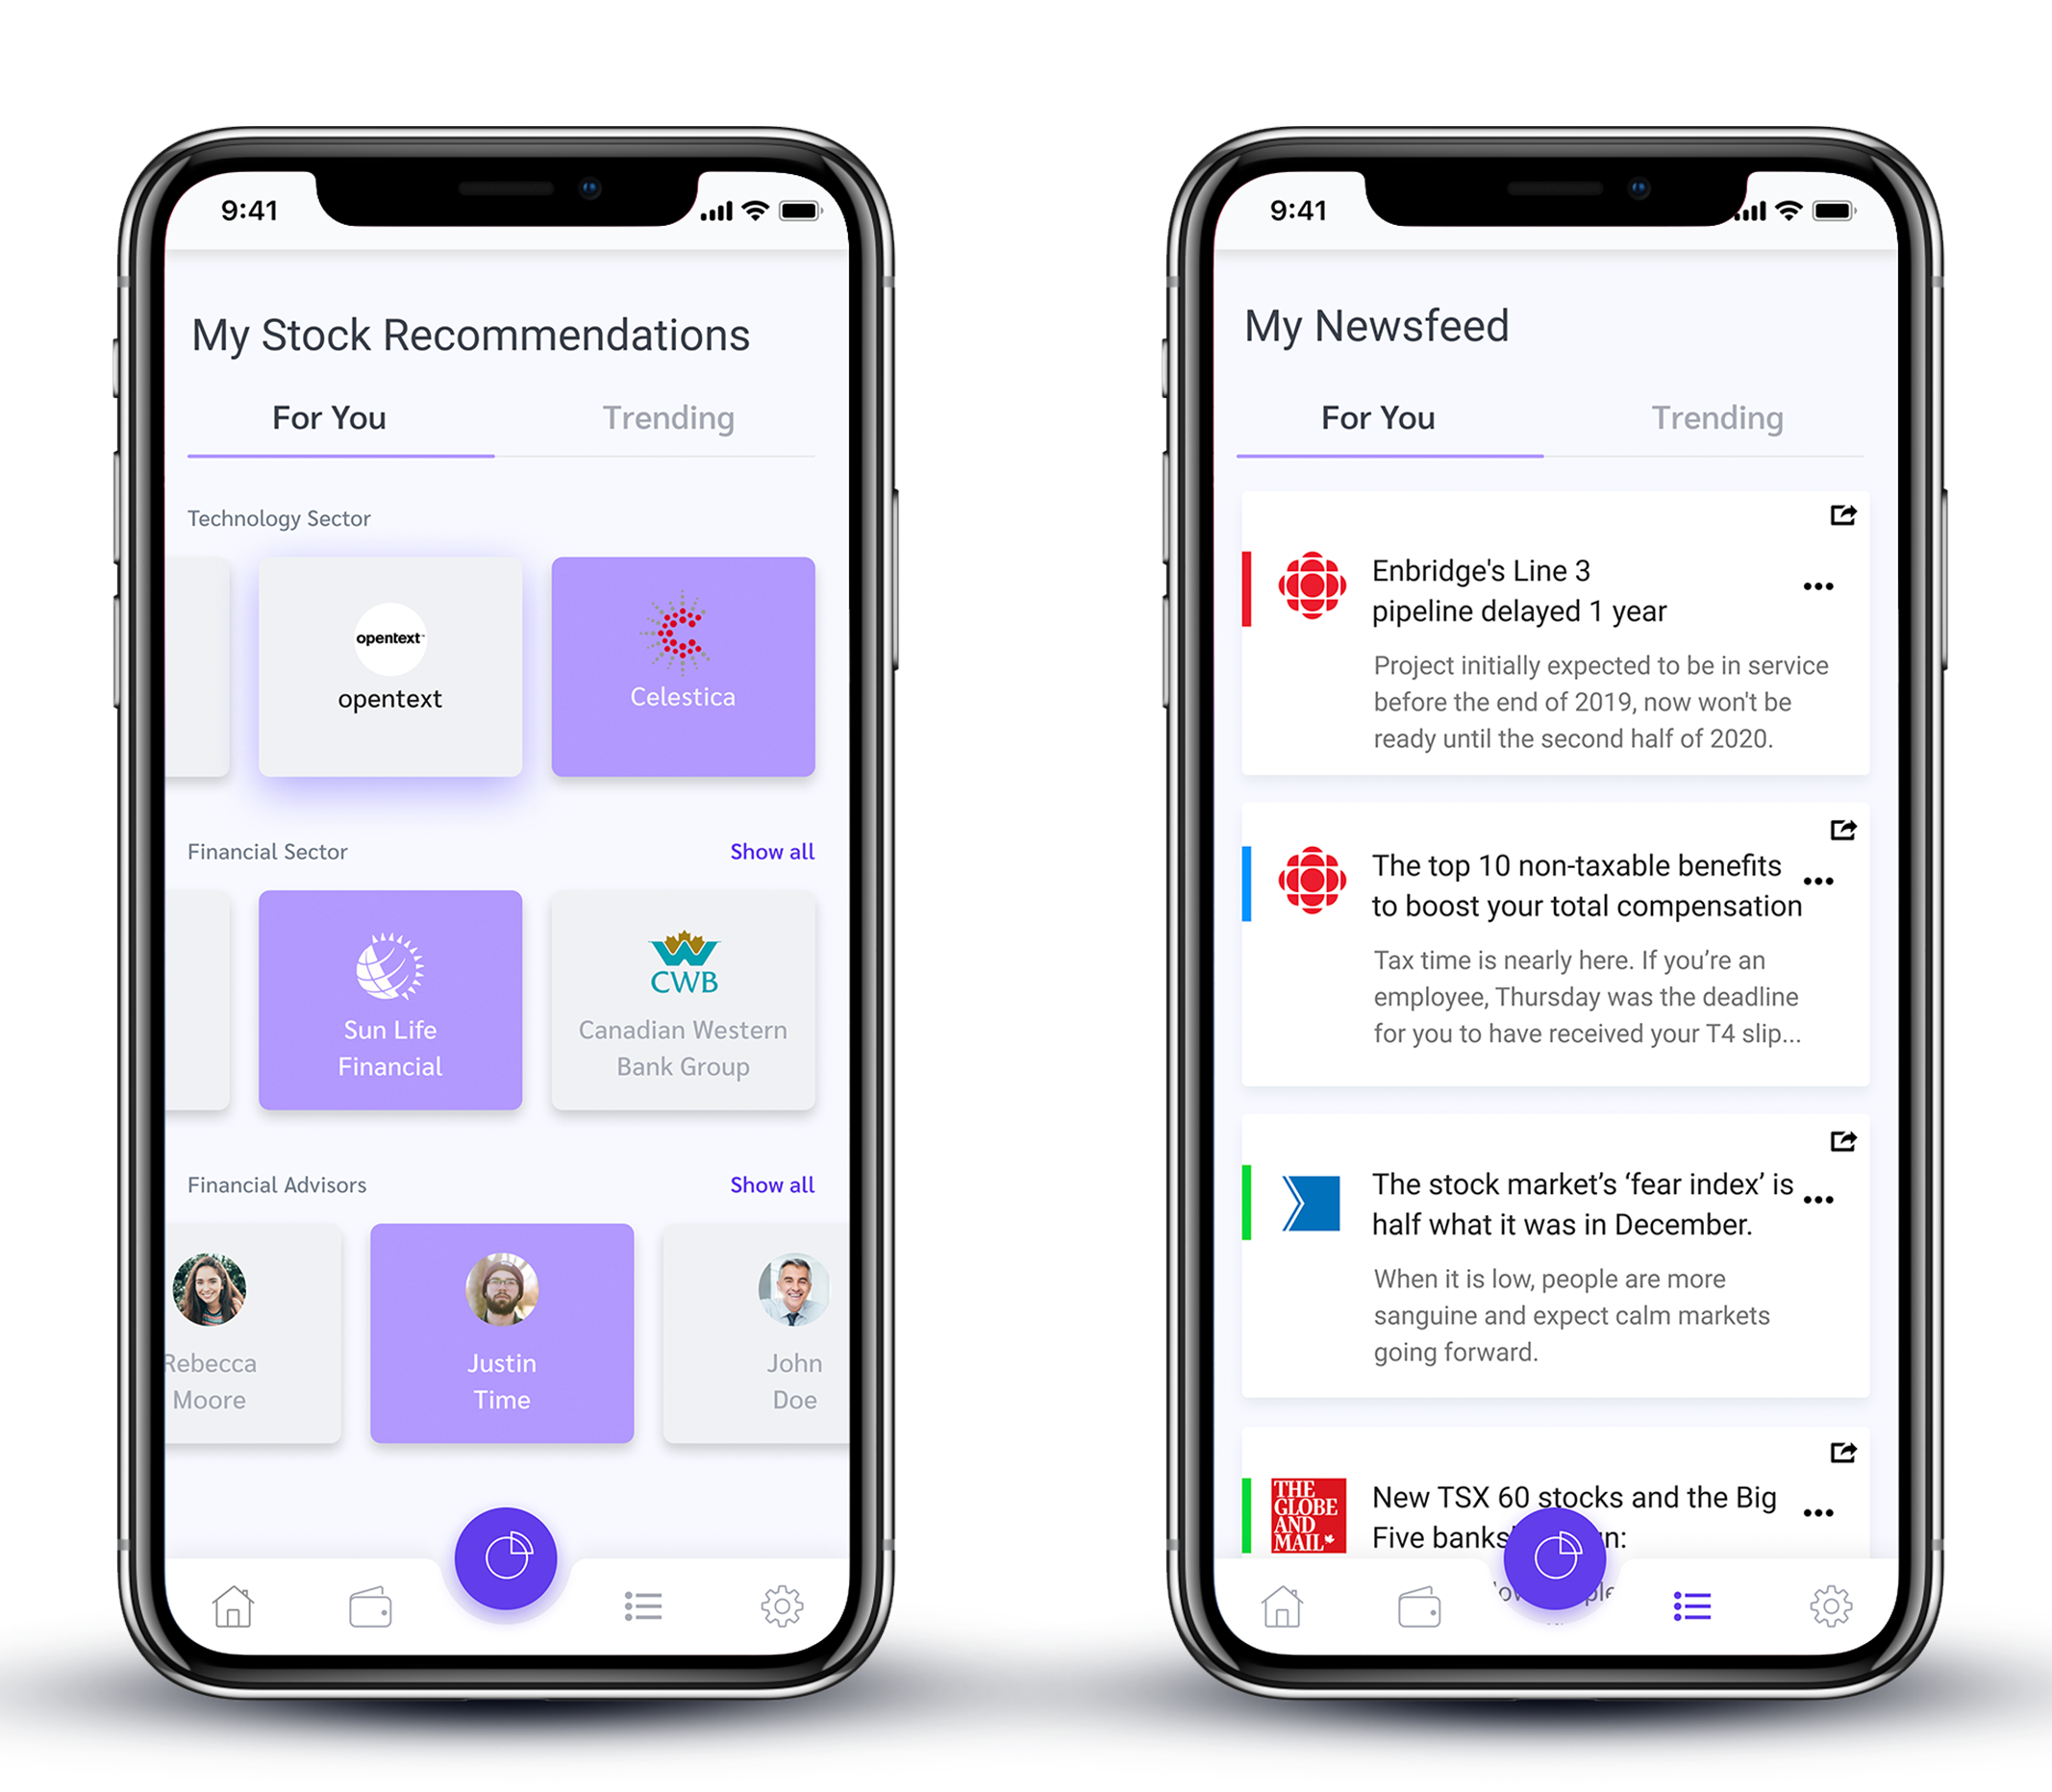 9:41
My Stock Recommendations
For You
Trending
Technology Sector
opentext™
opentext
Celestica
Financial Sector
Show all
Sun Life
Financial
CWB
Canadian Western
Bank Group
Financial Advisors
Show all
Rebecca
Moore
Justin
Time
John
Doe
9:41
My Newsfeed
For You
Trending
Enbridge's Line 3
pipeline delayed 1 year
Project initially expected to be in service
before the end of 2019, now won't be
ready until the second half of 2020.
The top 10 non-taxable benefits
to boost your total compensation
Tax time is nearly here. If you’re an
employee, Thursday was the deadline
for you to have received your T4 slip...
The stock market’s ‘fear index’ is
half what it was in December.
When it is low, people are more
sanguine and expect calm markets
going forward.
THE
GLOBE
AND
MAIL
New TSX 60 stocks and the Big
Five banks